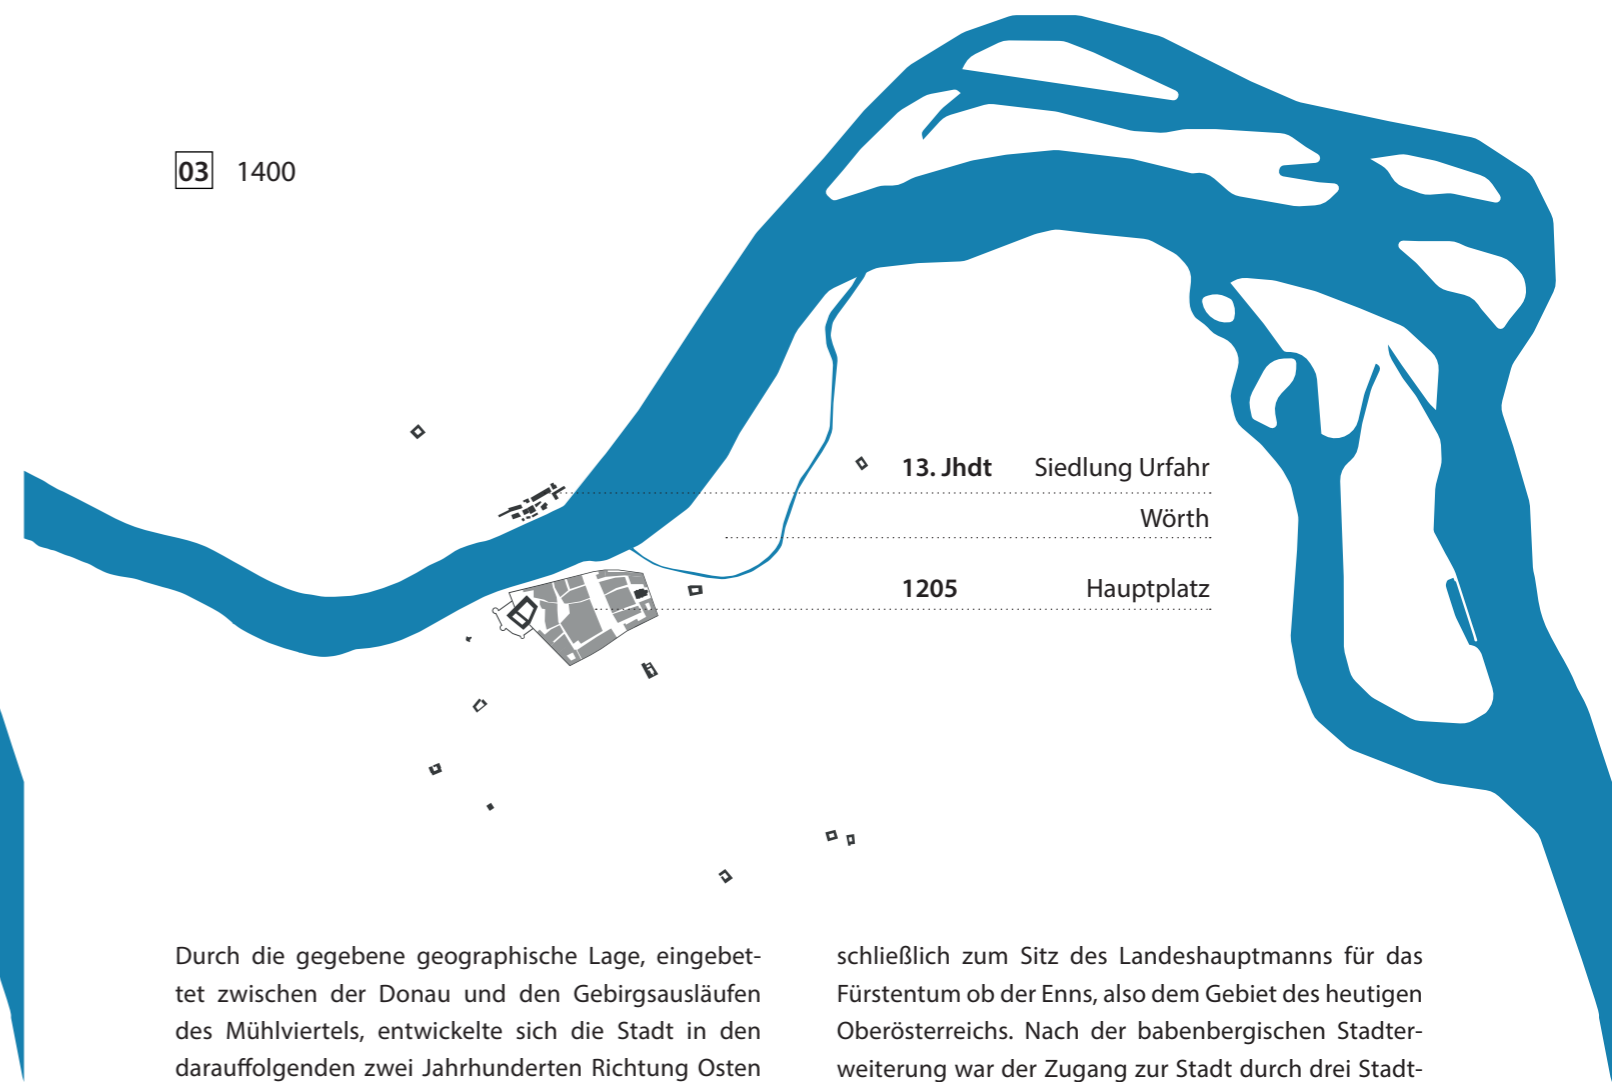 03 1400
13. Jhdt Siedlung Urfahr
Wörth
1205 Hauptplatz
Durch die gegebene geographische Lage, eingebet-
tet zwischen der Donau und den Gebirgsausläufen
des Mühlviertels, entwickelte sich die Stadt in den
darauffolgenden zwei Jahrhunderten Richtung Osten
schließlich zum Sitz des Landeshauptmanns für das
Fürstentum ob der Enns, also dem Gebiet des heutigen
Oberösterreichs. Nach der babenbergischen Stadter-
weiterung war der Zugang zur Stadt durch drei Stadt-